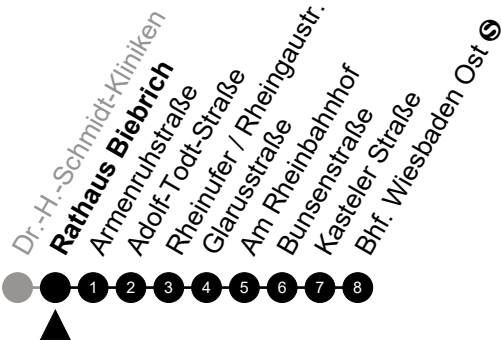 Dr.-H.-Schmidt-Kliniken
Rathaus Biebrich
Armenruhstraße
Adolf-Todt-Straße
Rheinufer / Rheingaustr.
Glarusstraße
Am Rheinbahnhof
Bunsenstraße
Kasteler Straße
Bhf. Wiesbaden Ost Ⓢ
1 2 3 4 5 6 7 8